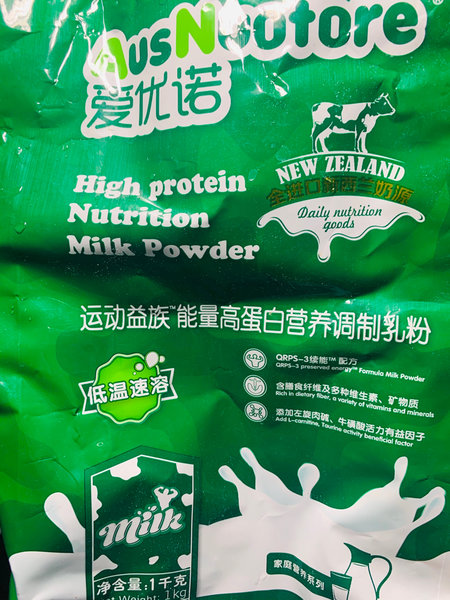 AusNeutore
爱优诺
NEW ZEALAND
全进口新西兰奶源
Daily nutrition
goods
High protein
Nutrition
Milk Powder
运动益族™能量高蛋白营养调制乳粉
QRPS-3续能™配方
QRPS-3 preserved energy™ Formula Milk Powder
含膳食纤维及多种维生素、矿物质
Rich in dietary fiber, a variety of vitamins and minerals
添加左旋肉碱、牛磺酸活力有益因子
Add L-carnitine, Taurine activity beneficial factor
低温速溶
milk
净含量:1千克
Net Weight: 1kg
家庭营养系列